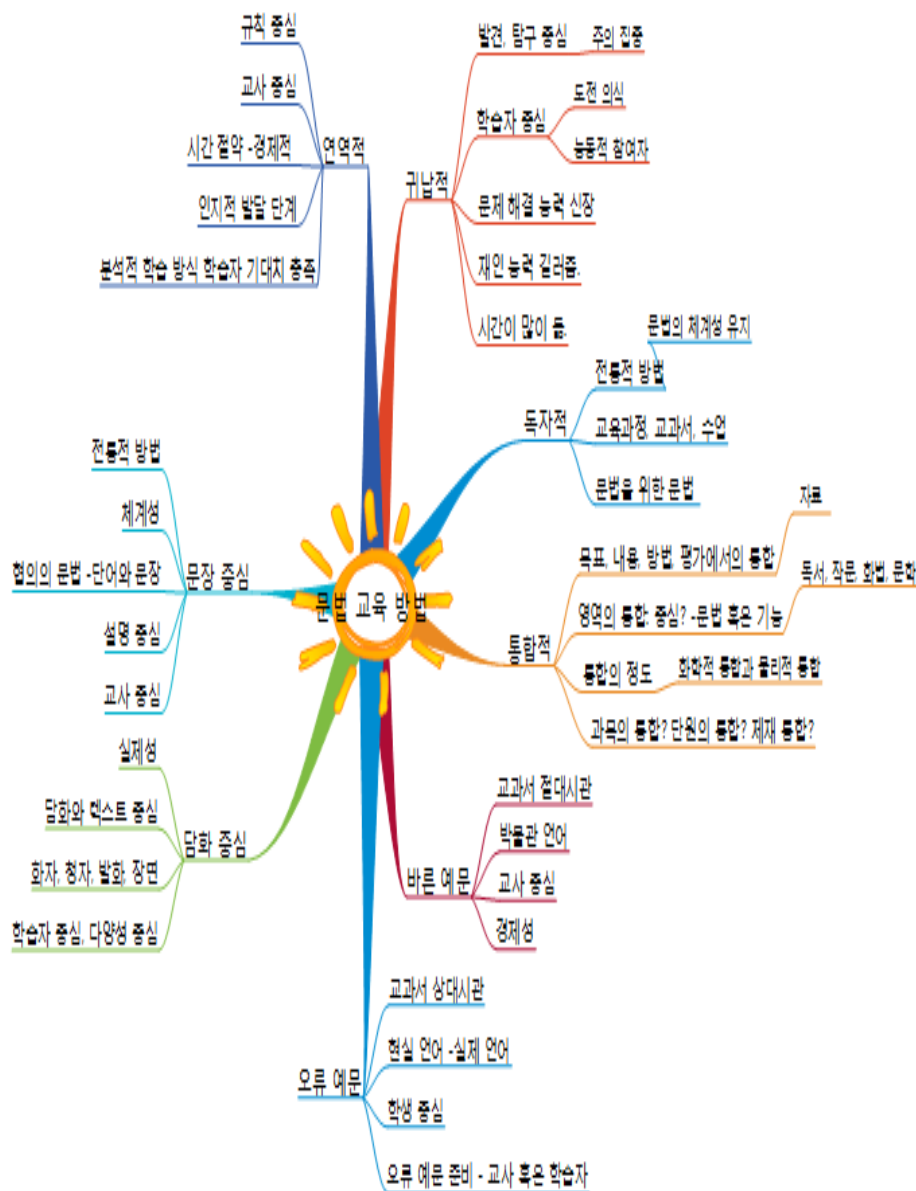 문법 교육 방법
연역적
규칙 중심
교사 중심
시간 절약 -경제적
인지적 발달 단계
분석적 학습 방식 학습자 기대치 충족
귀납적
발견, 탐구 중심
주의 집중
학습자 중심
도전 의식
능동적 참여자
문제 해결 능력 신장
재인 능력 길러줌.
시간이 많이 듦.
독자적
전통적 방법
문법의 체계성 유지
교육과정, 교과서, 수업
문법을 위한 문법
통합적
목표, 내용, 방법, 평가에서의 통합
자료
영역의 통합: 중심? -문법 혹은 기능
독서, 작문, 화법, 문학
통합의 정도
화학적 통합과 물리적 통합
과목의 통합? 단원의 통합? 제재 통합?
바른 예문
교과서 절대시관
박물관 언어
교사 중심
경제성
오류 예문
교과서 상대시관
현실 언어 -실제 언어
학생 중심
오류 예문 준비 - 교사 혹은 학습자
담화 중심
실제성
담화와 텍스트 중심
화자, 청자, 발화, 장면
학습자 중심, 다양성 중심
문장 중심
전통적 방법
체계성
협의의 문법 -단어와 문장
설명 중심
교사 중심